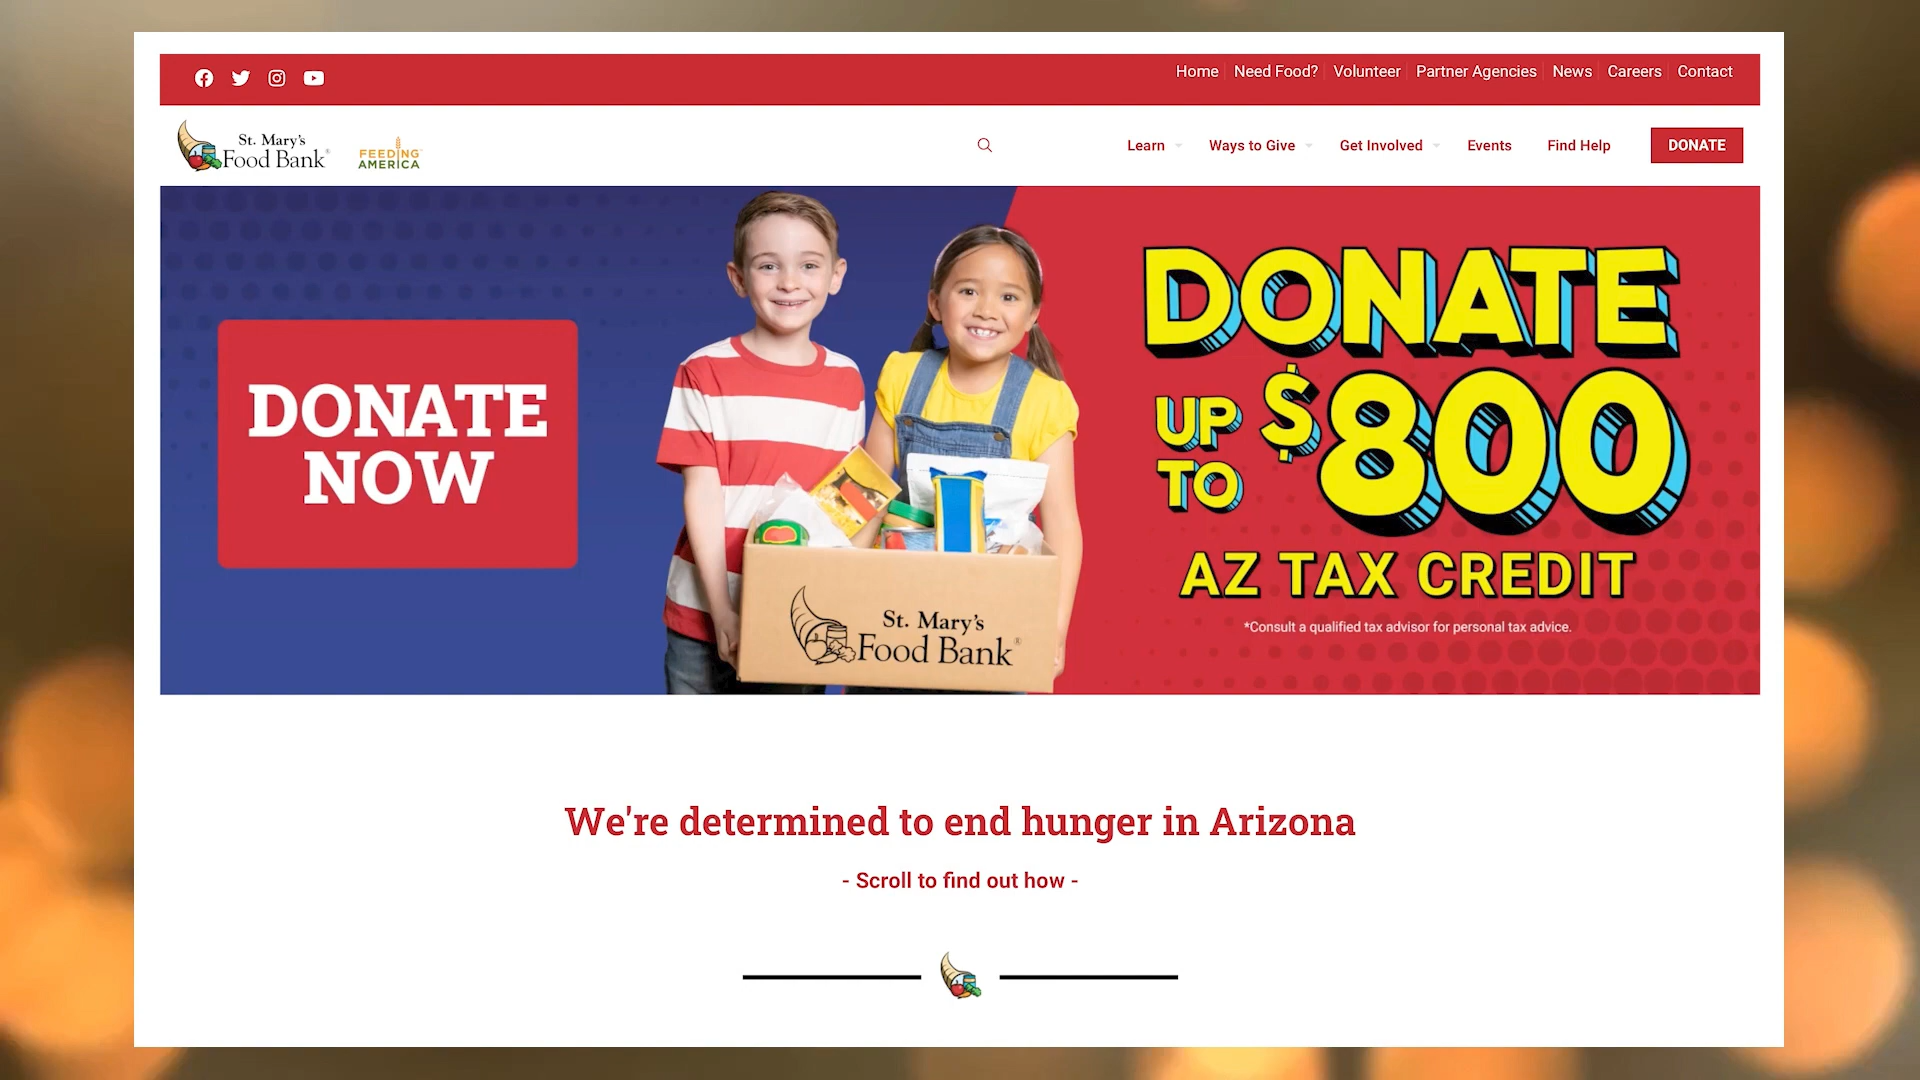 Home Need Food? Volunteer Partner Agencies News Careers Contact
St. Mary's
Food Bank®
FEEDING
AMERICA
Learn Ways to Give Get Involved Events Find Help DONATE
DONATE
NOW
DONATE
UP
TO
$800
AZ TAX CREDIT
*Consult a qualified tax advisor for personal tax advice.
St. Mary's
Food Bank®
We're determined to end hunger in Arizona
- Scroll to find out how -